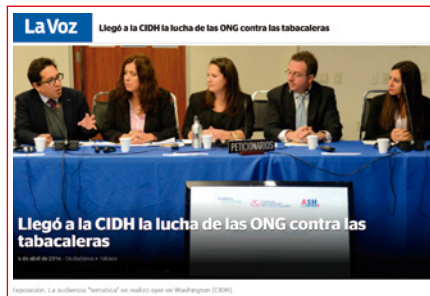 La Voz
Llegó a la CIDH la lucha de las ONG contra las tabacaleras
PETICIONARIOS
ASH
Llegó a la CIDH la lucha de las ONG contra las
tabacaleras
6 de abril de 2016 • Ciudadanos • Tabaco
Exposición. La audiencia "temática" se realizó ayer en Washington (CIDH).